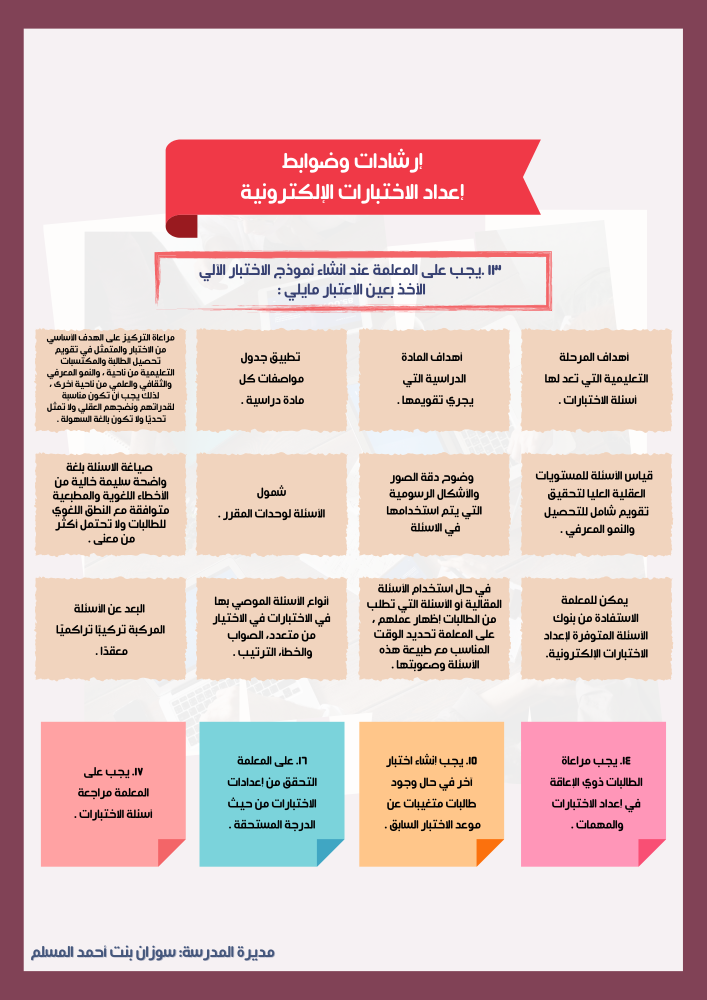 إرشادات وضوابط
إعداد الاختبارات الإلكترونية
١٣ .يجب على المعلمة عند انشاء نموذج الاختبار الآلي
الأخذ بعين الاعتبار مايلي :
أهداف المرحلة
التعليمية التي تعد لها
أسئلة الاختبارات .
أهداف المادة
الدراسية التي
يجري تقويمها .
تطبيق جدول
مواصفات كل
مادة دراسية .
مراعاة التركيز على الهدف الأساسي
من الاختبار والمتمثل في تقويم
تحصيل الطالبة والمكتسبات
التعليمية من ناحية ، والنمو المعرفي
والثقافي والعلمي من ناحية أخرى ،
لذلك يجب أن تكون مناسبة
لقدراتهم ونضجهم العقلي ولا تمثل
تحديًا ولا تكون بالغة السهولة .
قياس الأسئلة للمستويات
العقلية العليا لتحقيق
تقويم شامل للتحصيل
والنمو المعرفي .
وضوح دقة الصور
والأشكال الرسومية
التي يتم استخدامها
في الاسئلة
شمول
الأسئلة لوحدات المقرر .
صياغة الاسئلة بلغة
واضحة سليمة خالية من
الأخطاء اللغوية والمطبعية
متوافقة مع النطق اللغوي
للطالبات ولا تحتمل أكثر
من معنى .
يمكن للمعلمة
الاستفادة من بنوك
الأسئلة المتوفرة لإعداد
الاختبارات الإلكترونية.
في حال استخدام الأسئلة
المقالية أو الأسئلة التي تطلب
من الطالبات إظهار عملهم ،
على المعلمة تحديد الوقت
المناسب مع طبيعة هذه
الأسئلة وصعوبتها .
أنواع الأسئلة الموصي بها
في الاختبارات في الاختيار
من متعدد، الصواب
والخطأ، الترتيب .
البعد عن الأسئلة
المركبة تركيبًا تراكميًا
معقدًا .
١٤. يجب مراعاة
الطالبات ذوي الإعاقة
في إعداد الاختبارات
والمهمات .
١٥. يجب إنشاء اختبار
آخر في حال وجود
طالبات متغيبات عن
موعد الاختبار السابق .
١٦. على المعلمة
التحقق من إعدادات
الاختبارات من حيث
الدرجة المستحقة .
١٧. يجب على
المعلمة مراجعة
أسئلة الاختبارات .
مديرة المدرسة: سوزان بنت أحمد المسلم